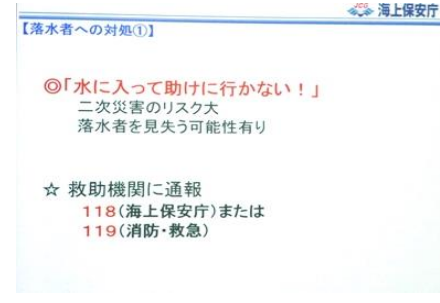 JCG 海上保安庁
【落水者への対処①】
◎「水に入って助けに行かない！」
二次災害のリスク大
落水者を見失う可能性有り
☆ 救助機関に通報
118(海上保安庁)または
119(消防・救急)